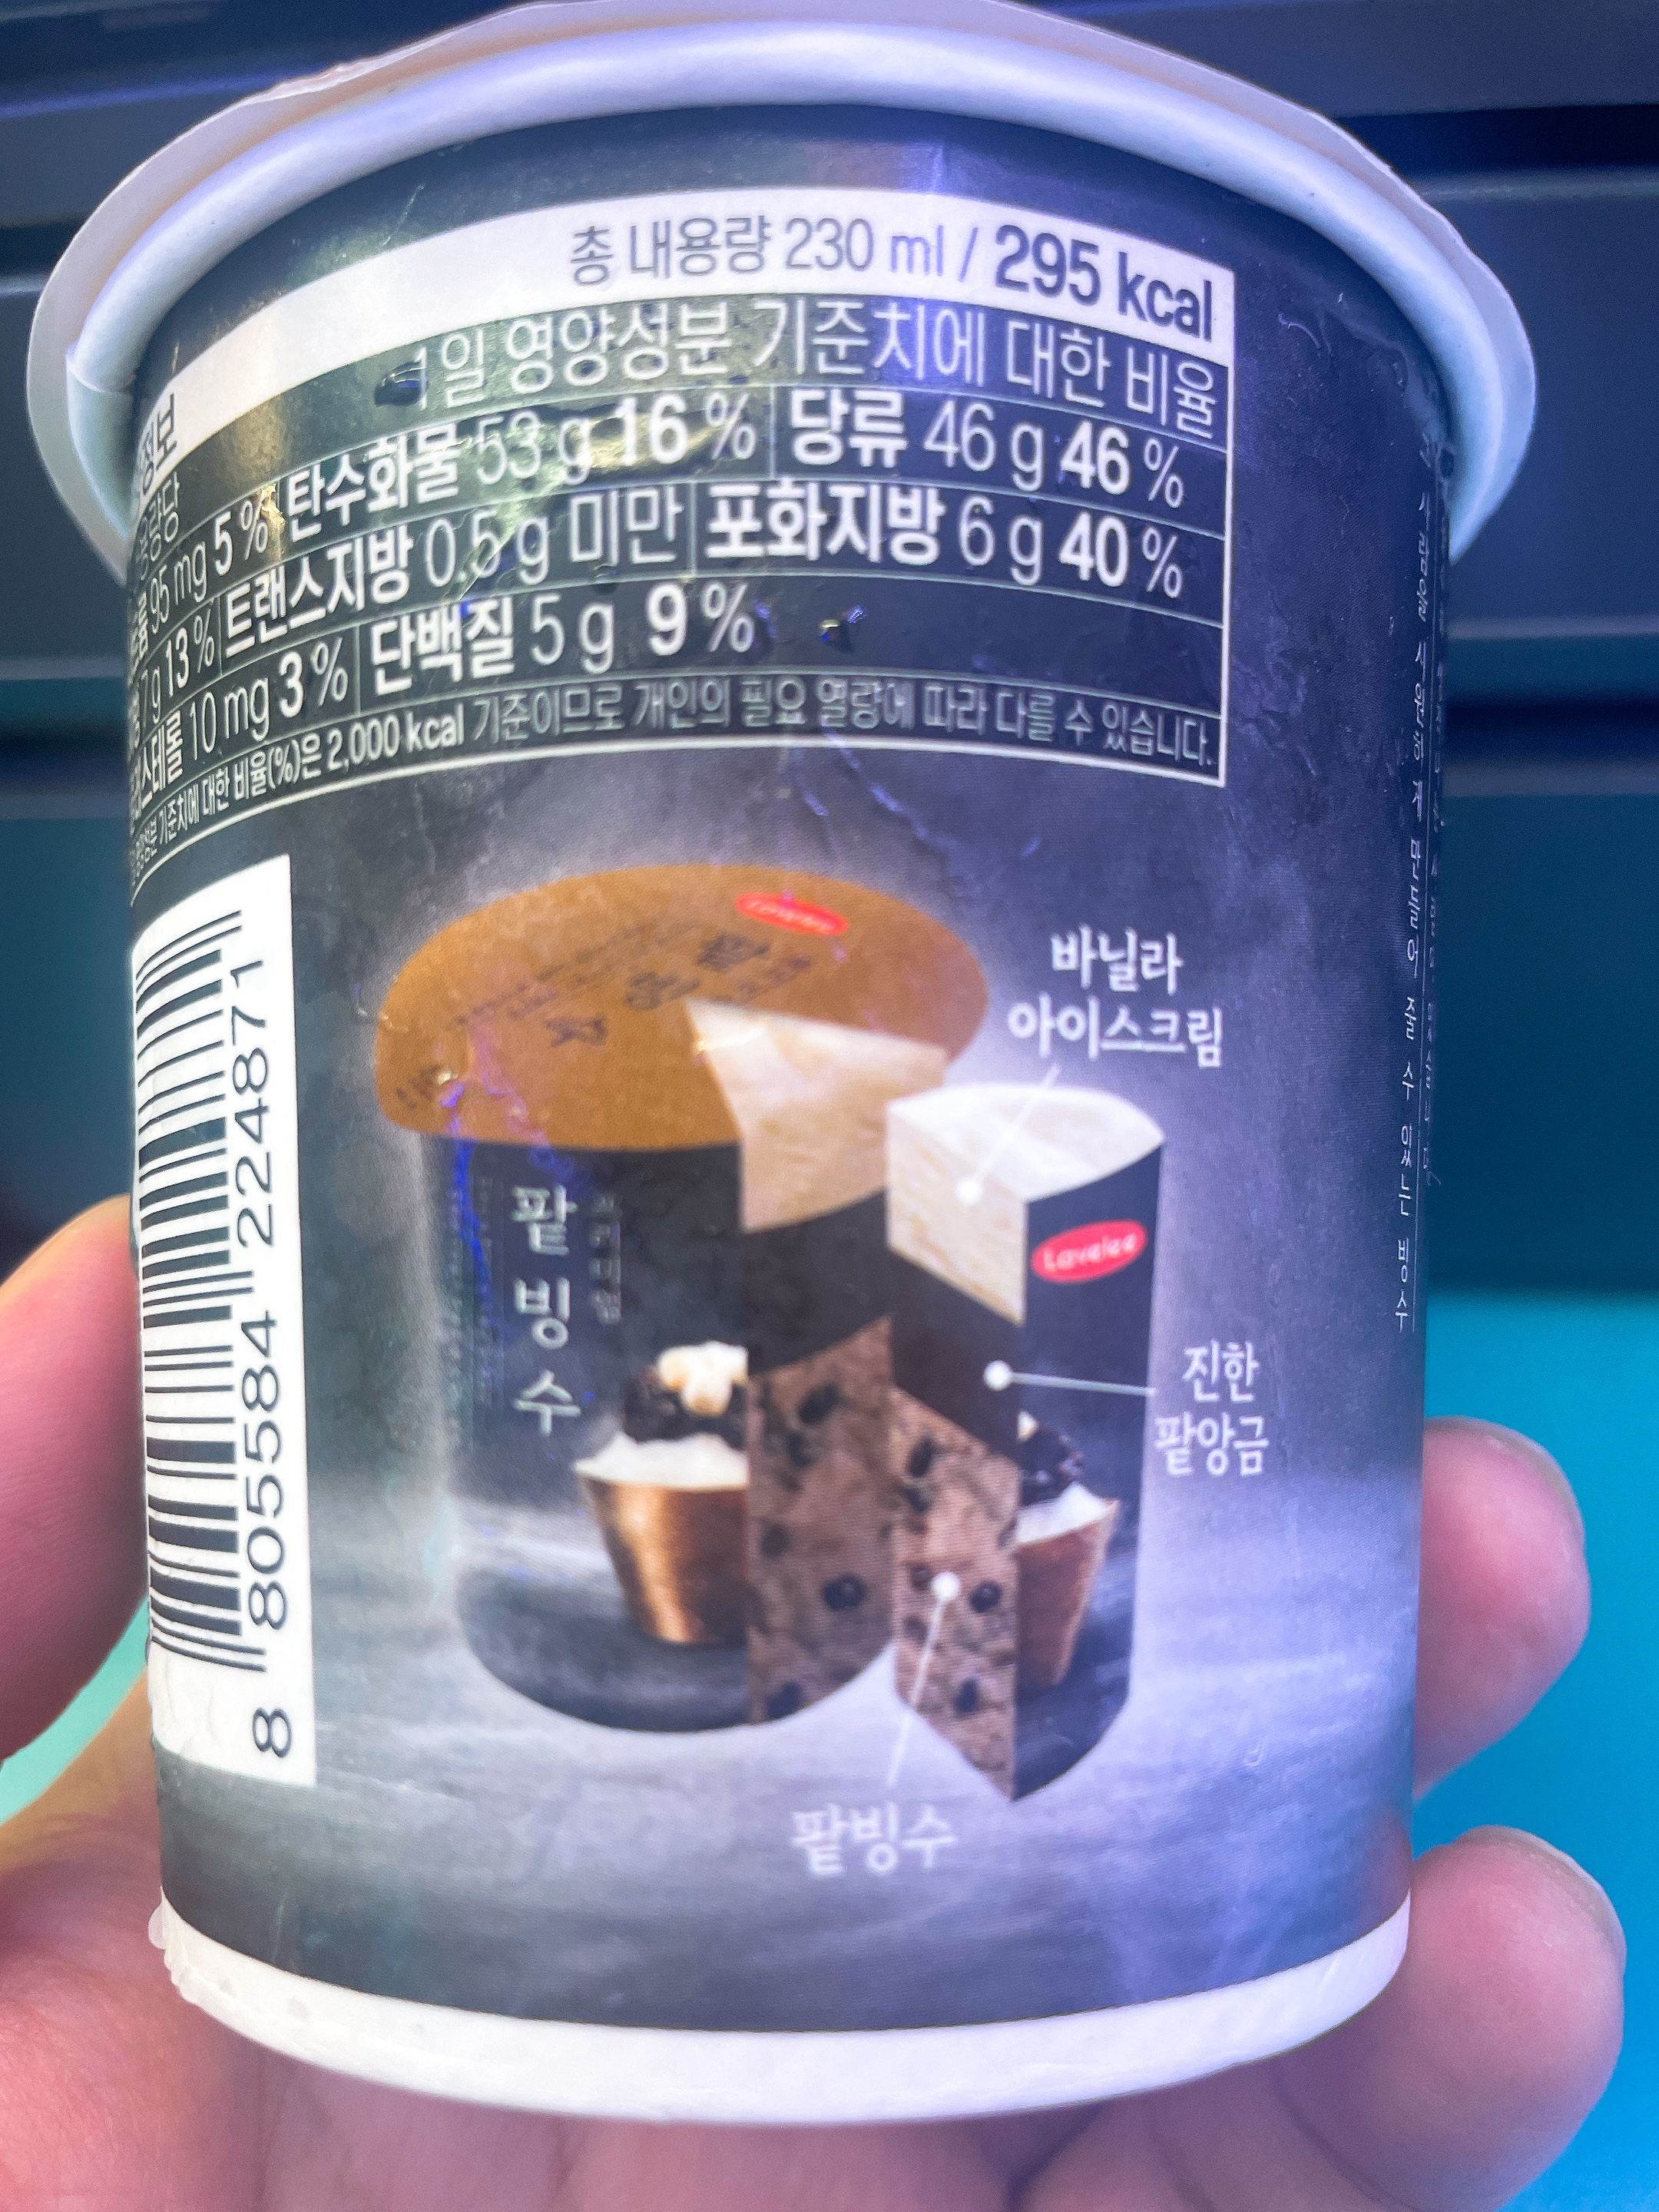 총 내용량 230 ml / 295 kcal
1일 영양성분 기준치에 대한 비율
95 mg 5 % 탄수화물 53 g 16 % 당류 46 g 46 %
7 g 13 % 트랜스지방 0.5 g 미만 포화지방 6 g 40 %
10 mg 3 % 단백질 5 g 9 %
기준치에 대한 비율(%)은 2,000 kcal 기준이므로 개인의 필요 열량에 따라 다를 수 있습니다.
바닐라
아이스크림
Lovelee
프리미엄
팥빙수
진한
팥앙금
팥빙수
8 805584 224871